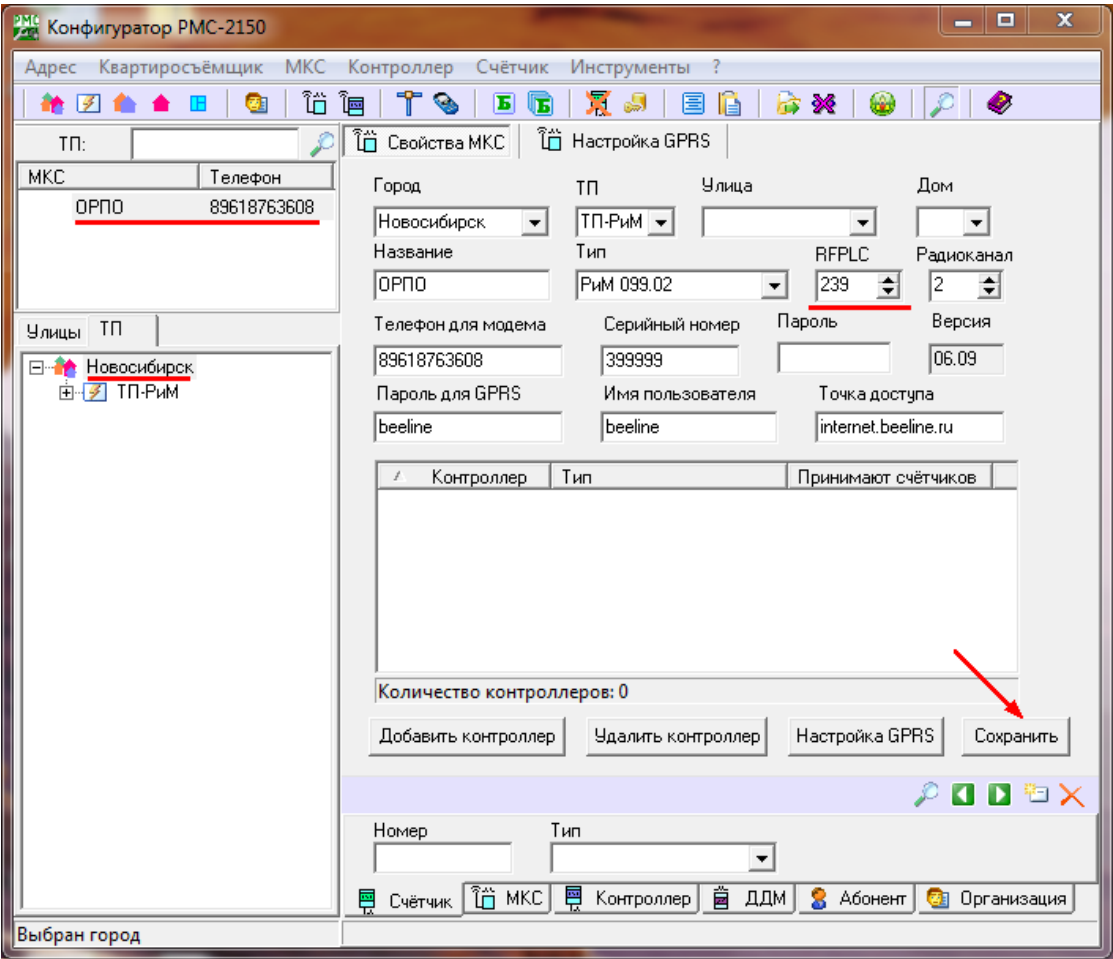 Конфигуратор РМС-2150
Адрес Квартиросъёмщик МКС Контроллер Счётчик Инструменты ?
ТП:
МКС Телефон
ОРПО 89618763608
Улицы ТП
Новосибирск
ТП-РиМ
Свойства МКС Настройка GPRS
Город ТП Улица Дом
Новосибирск ТП-РиМ
Название Тип RFPLC Радиоканал
ОРПО РиМ 099.02 239 2
Телефон для модема Серийный номер Пароль Версия
89618763608 399999 06.09
Пароль для GPRS Имя пользователя Точка доступа
beeline beeline internet.beeline.ru
Контроллер Тип Принимают счётчиков
Количество контроллеров: 0
Добавить контроллер Удалить контроллер Настройка GPRS Сохранить
Номер Тип
Счётчик МКС Контроллер ДДМ Абонент Организация
Выбран город